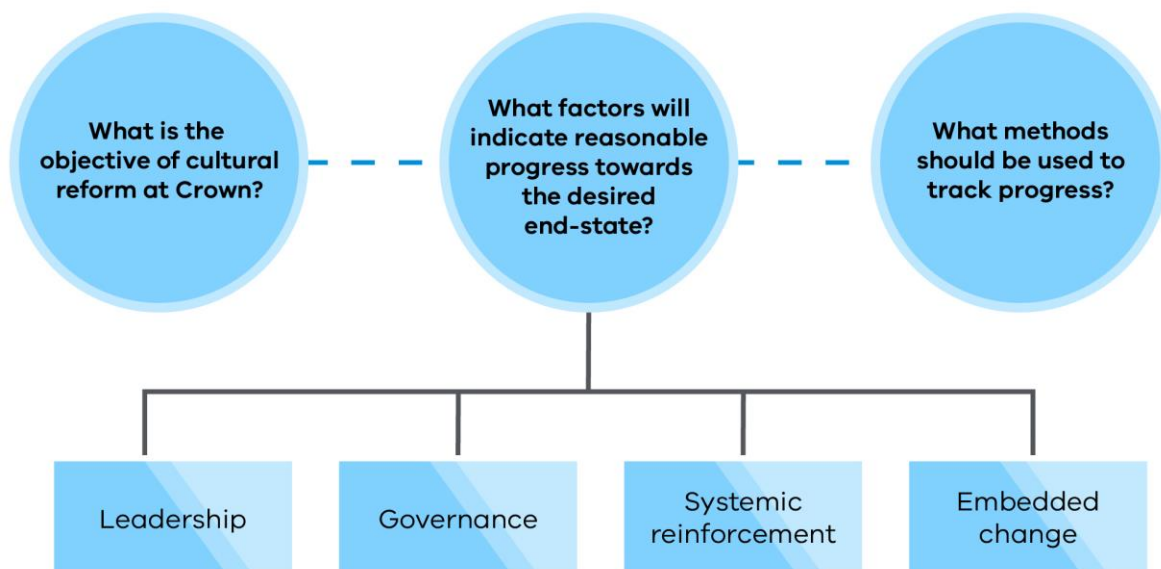 What is the
objective of cultural
reform at Crown?
What factors will
indicate reasonable
progress towards
the desired
end-state?
What methods
should be used to
track progress?
Leadership
Governance
Systemic
reinforcement
Embedded
change